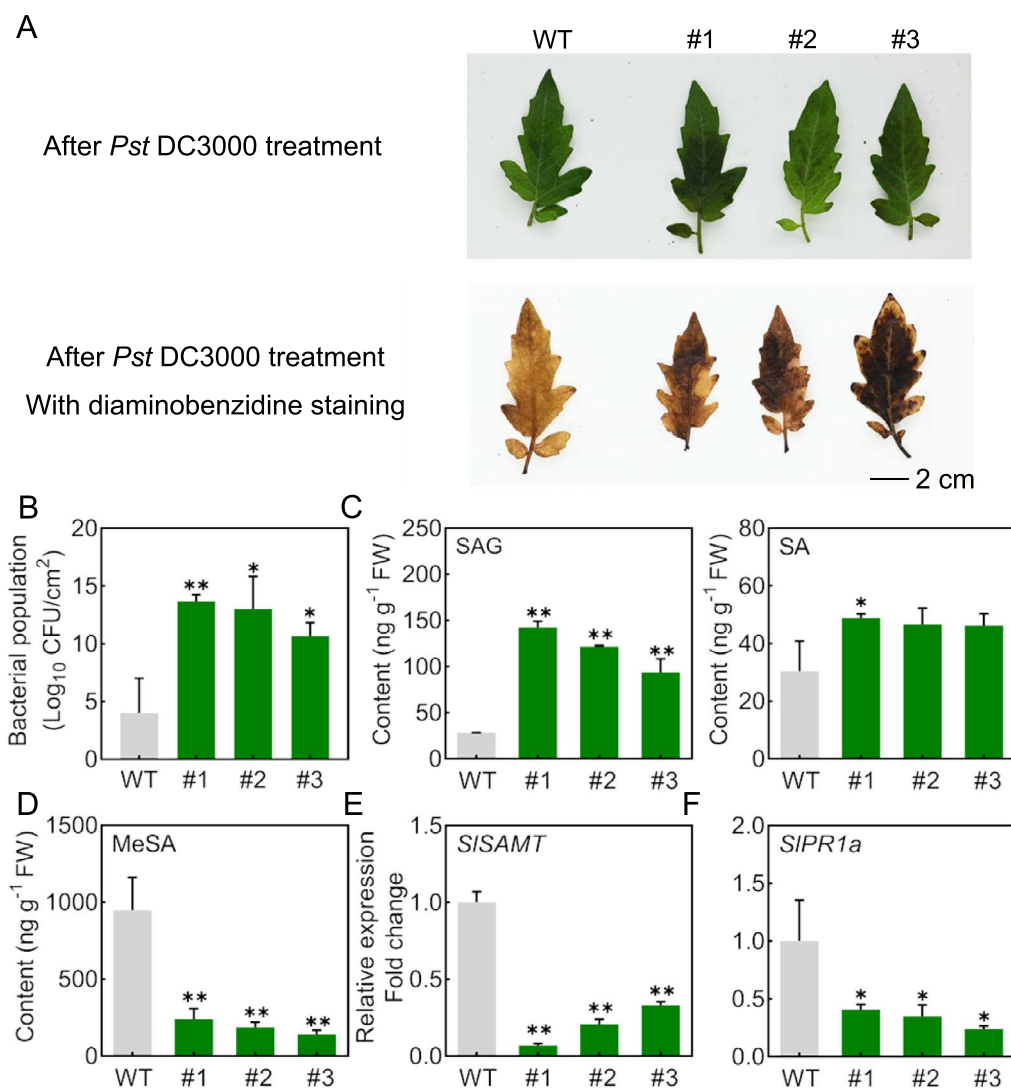 A
WT #1 #2 #3
After Pst DC3000 treatment
After Pst DC3000 treatment
With diaminobenzidine staining
2 cm
B
Bacterial population
(Log₁₀ CFU/cm²)
20
15
10
5
0
** * *
WT #1 #2 #3
C
Content (ng g⁻¹ FW)
250
200
150
100
50
0
SAG
** ** **
WT #1 #2 #3
Content (ng g⁻¹ FW)
80
60
40
20
0
SA
*
WT #1 #2 #3
D
Content (ng g⁻¹ FW)
1500
1000
500
0
MeSA
** ** **
WT #1 #2 #3
E
Relative expression
Fold change
1.5
1.0
0.5
0.0
SlSAMT
** ** **
WT #1 #2 #3
F
2.0
1.5
1.0
0.5
0.0
SlPR1a
* * *
WT #1 #2 #3